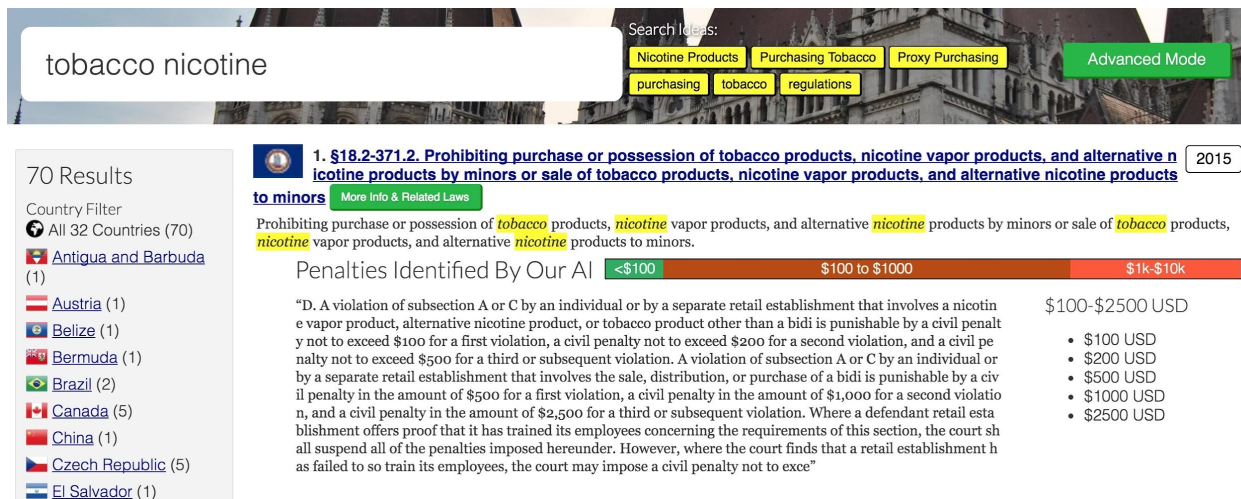 Search Ideas:
tobacco nicotine
Nicotine Products
Purchasing Tobacco
Proxy Purchasing
purchasing
tobacco
regulations
Advanced Mode
70 Results
Country Filter
All 32 Countries (70)
Antigua and Barbuda
(1)
Austria (1)
Belize (1)
Bermuda (1)
Brazil (2)
Canada (5)
China (1)
Czech Republic (5)
El Salvador (1)
1. §18.2-371.2. Prohibiting purchase or possession of tobacco products, nicotine vapor products, and alternative n
icotine products by minors or sale of tobacco products, nicotine vapor products, and alternative nicotine products
to minors
More Info & Related Laws
2015
Prohibiting purchase or possession of tobacco products, nicotine vapor products, and alternative nicotine products by minors or sale of tobacco products,
nicotine vapor products, and alternative nicotine products to minors.
Penalties Identified By Our AI
<$100
$100 to $1000
$1k-$10k
“D. A violation of subsection A or C by an individual or by a separate retail establishment that involves a nicotin
e vapor product, alternative nicotine product, or tobacco product other than a bidi is punishable by a civil penalt
y not to exceed $100 for a first violation, a civil penalty not to exceed $200 for a second violation, and a civil pe
nalty not to exceed $500 for a third or subsequent violation. A violation of subsection A or C by an individual or
by a separate retail establishment that involves the sale, distribution, or purchase of a bidi is punishable by a civ
il penalty in the amount of $500 for a first violation, a civil penalty in the amount of $1,000 for a second violatio
n, and a civil penalty in the amount of $2,500 for a third or subsequent violation. Where a defendant retail esta
blishment offers proof that it has trained its employees concerning the requirements of this section, the court sh
all suspend all of the penalties imposed hereunder. However, where the court finds that a retail establishment h
as failed to so train its employees, the court may impose a civil penalty not to exce”
$100-$2500 USD
• $100 USD
• $200 USD
• $500 USD
• $1000 USD
• $2500 USD